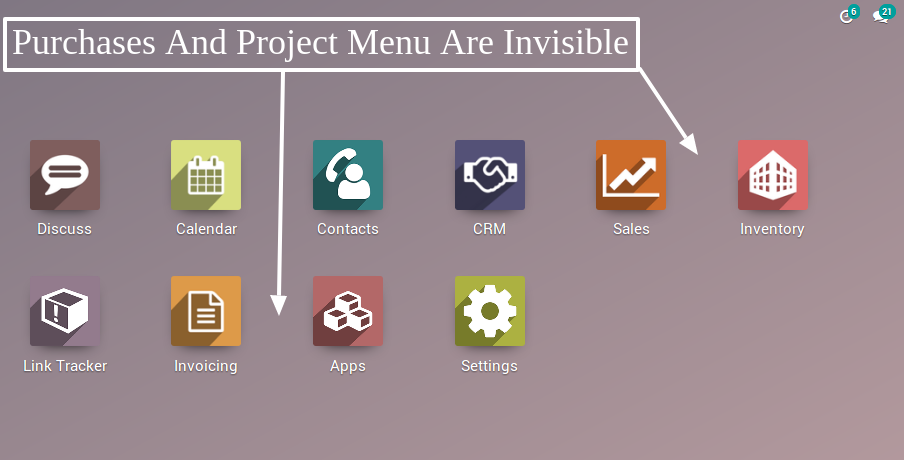 6 21
Purchases And Project Menu Are Invisible
Discuss Calendar Contacts CRM Sales Inventory
Link Tracker Invoicing Apps Settings